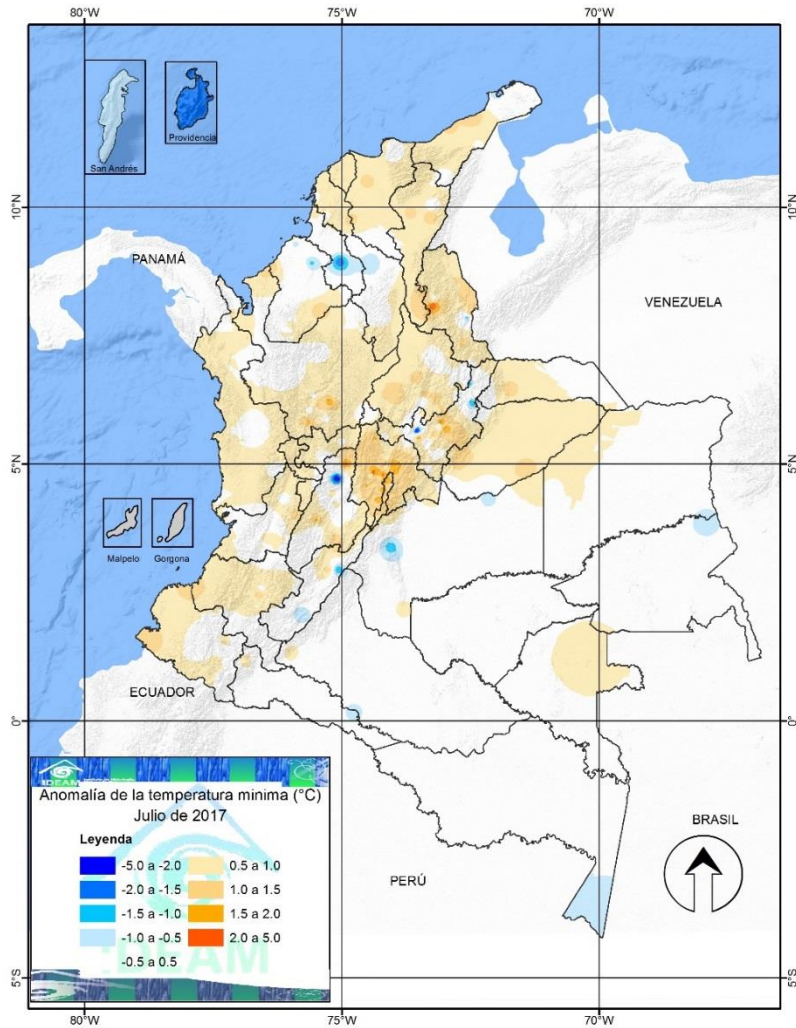 80°W 75°W 70°W
San Andrés
Providencia
10°N 10°N
PANAMÁ
VENEZUELA
5°N 5°N
Malpelo Gorgona
ECUADOR
0° 0°
IDEAM
Anomalía de la temperatura minima (°C)
Julio de 2017
Leyenda
-5.0 a -2.0 0.5 a 1.0
-2.0 a -1.5 1.0 a 1.5
-1.5 a -1.0 1.5 a 2.0
-1.0 a -0.5 2.0 a 5.0
-0.5 a 0.5
IDEAM
BRASIL
PERÚ
5°S 5°S
80°W 75°W 70°W